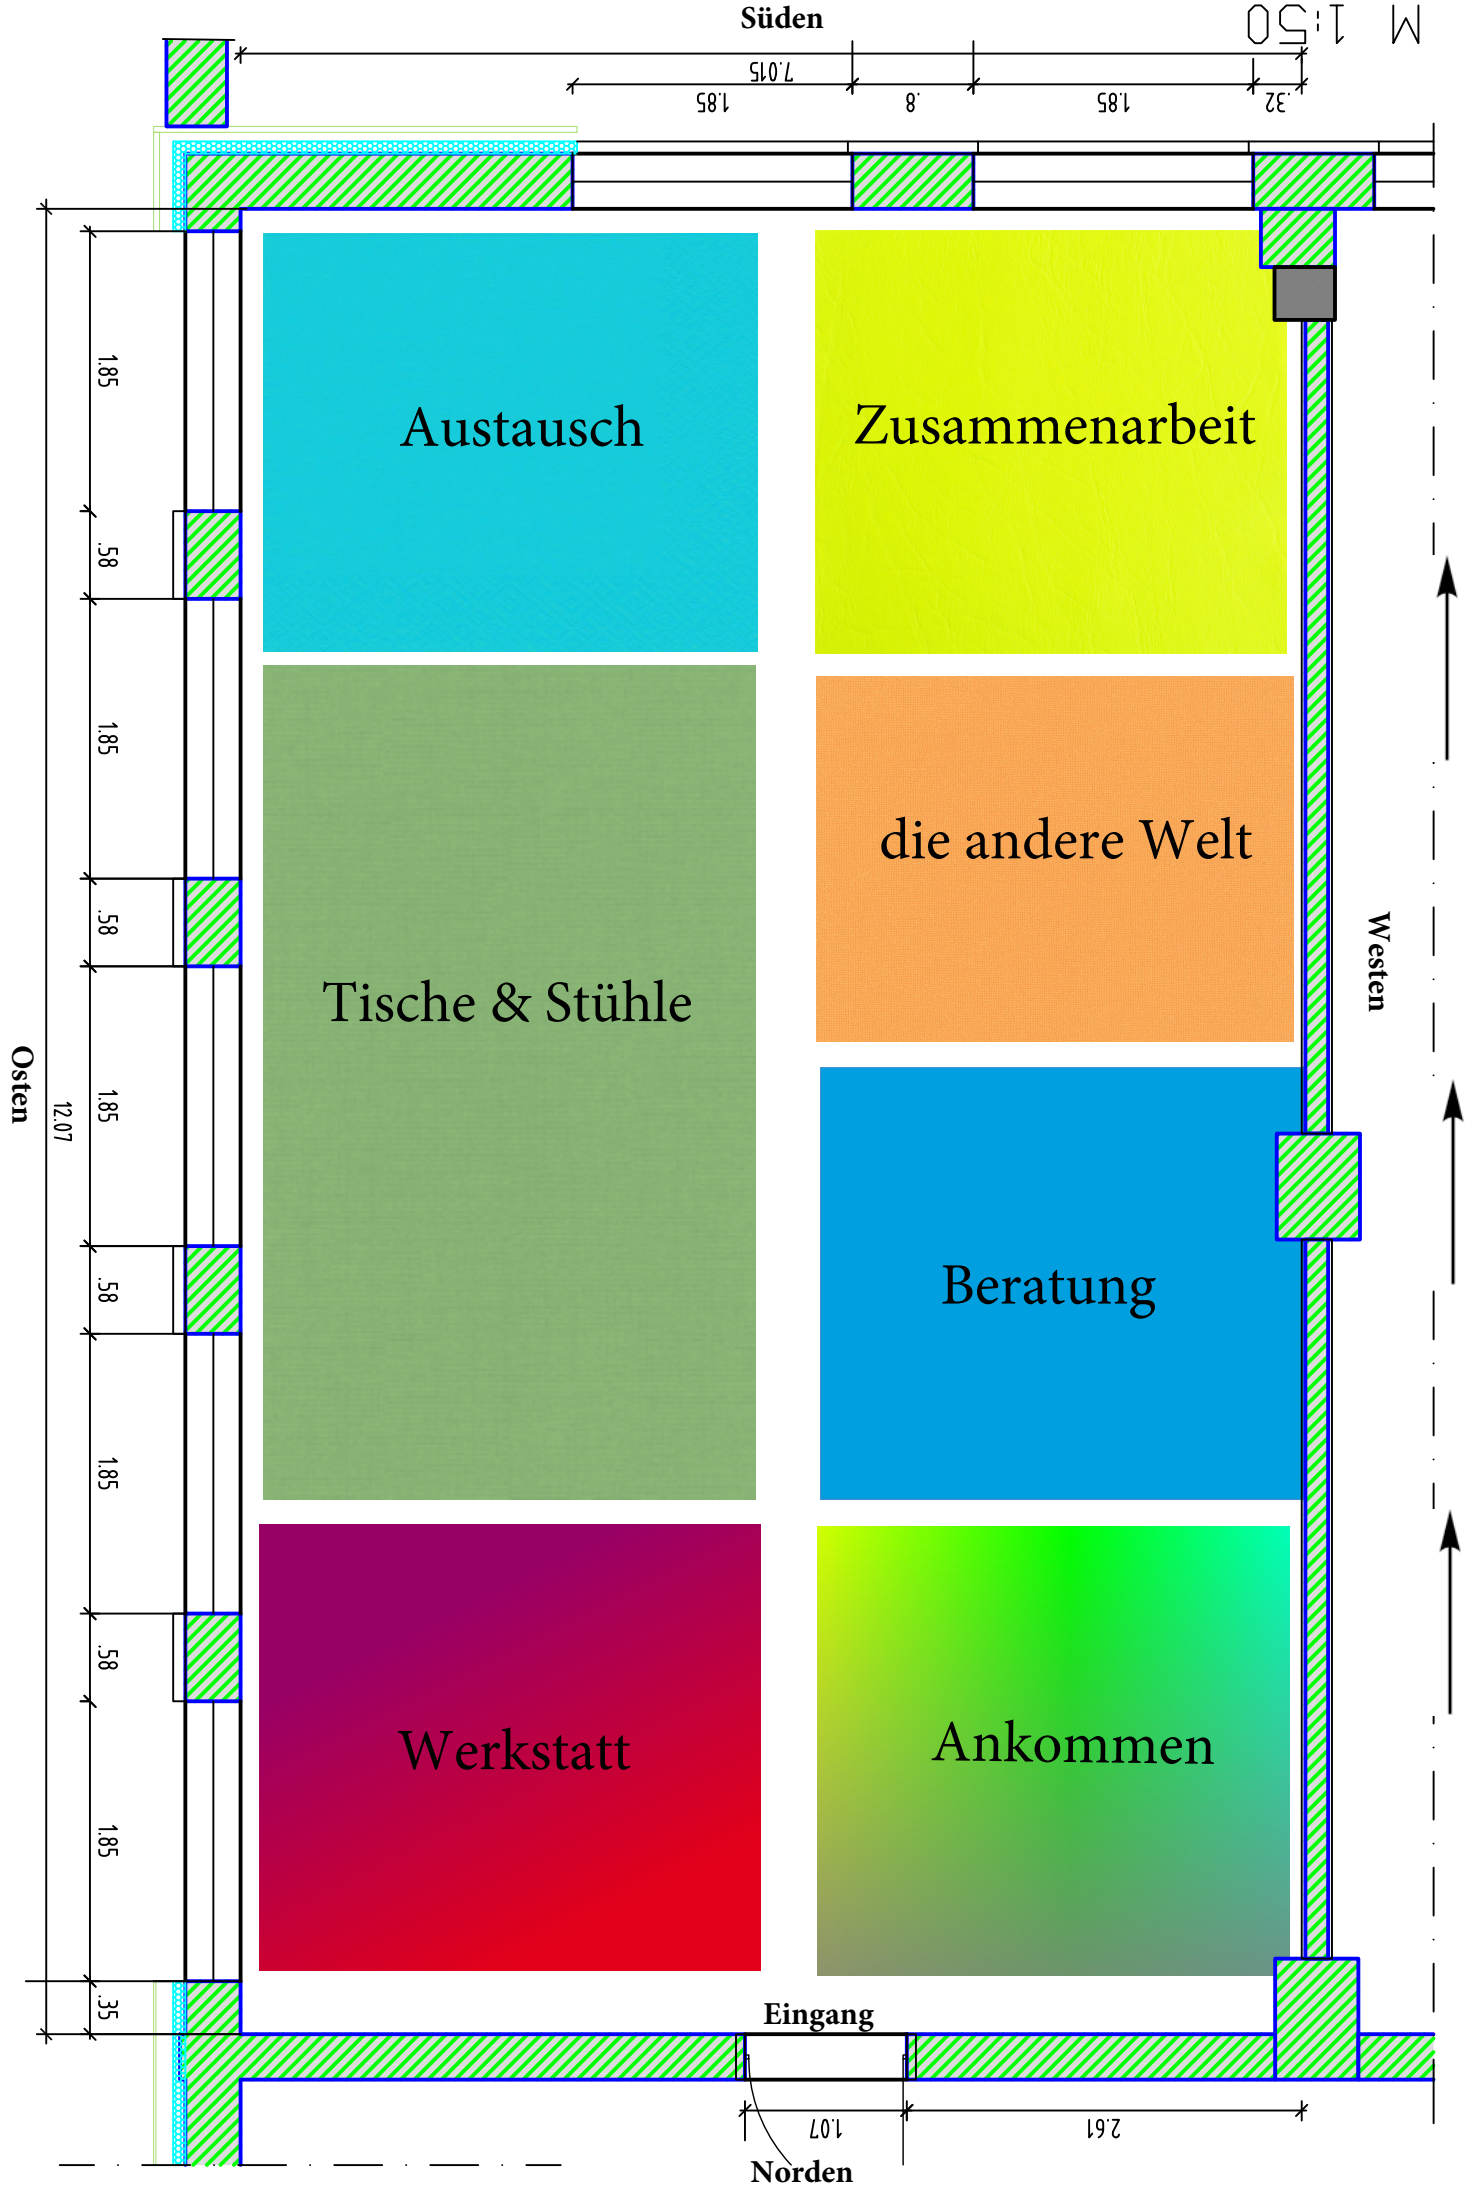 Süden
M 1:50
7.015
1.85
.8
1.85
.32
1.85
.58
1.85
.58
1.85
.58
1.85
.58
1.85
.35
12.07
Osten
Westen
Austausch
Zusammenarbeit
die andere Welt
Tische & Stühle
Beratung
Werkstatt
Ankommen
Eingang
1.07
2.61
Norden